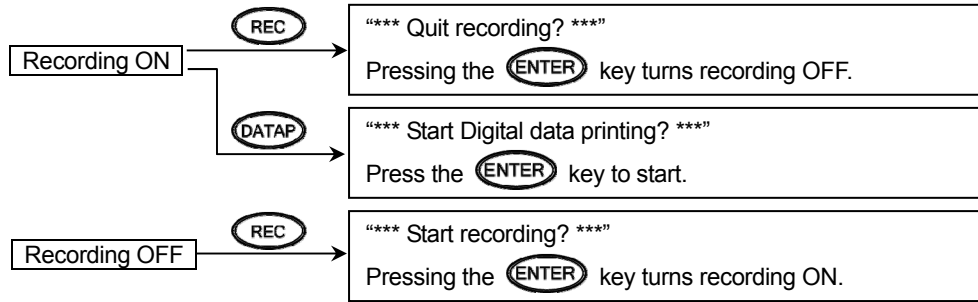 REC
“*** Quit recording? ***”
Recording ON
Pressing the ENTER key turns recording OFF.
DATAP
“*** Start Digital data printing? ***”
Press the ENTER key to start.
REC
“*** Start recording? ***”
Recording OFF
Pressing the ENTER key turns recording ON.